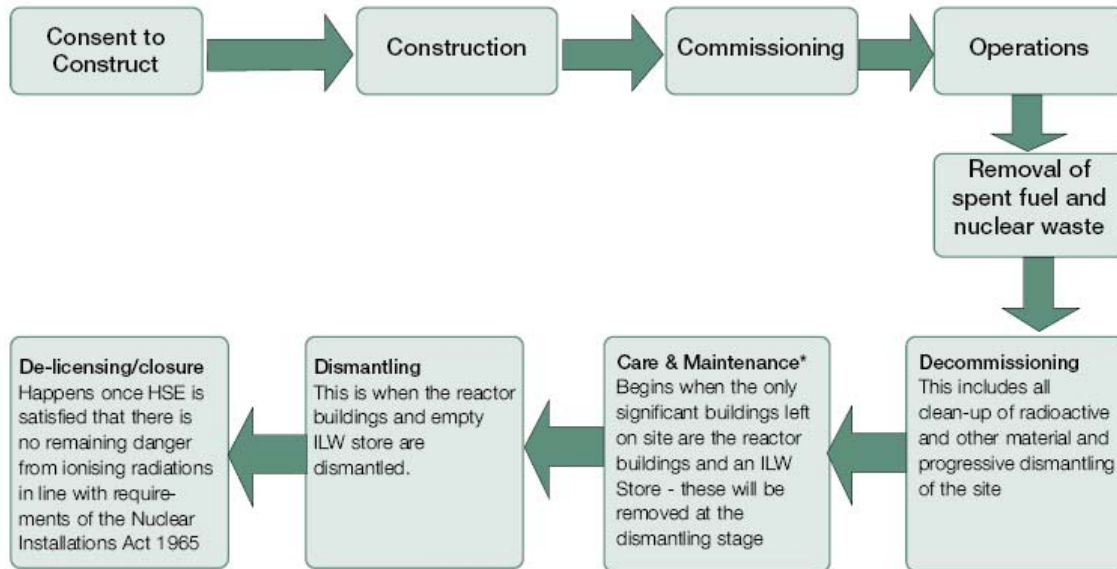 Consent to
Construct
Construction
Commissioning
Operations
Removal of
spent fuel and
nuclear waste
Decommissioning
This includes all
clean-up of radioactive
and other material and
progressive dismantling
of the site
Care & Maintenance*
Begins when the only
significant buildings left
on site are the reactor
buildings and an ILW
Store - these will be
removed at the
dismantling stage
Dismantling
This is when the reactor
buildings and empty
ILW store are
dismantled.
De-licensing/closure
Happens once HSE is
satisfied that there is
no remaining danger
from ionising radiations
in line with require-
ments of the Nuclear
Installations Act 1965